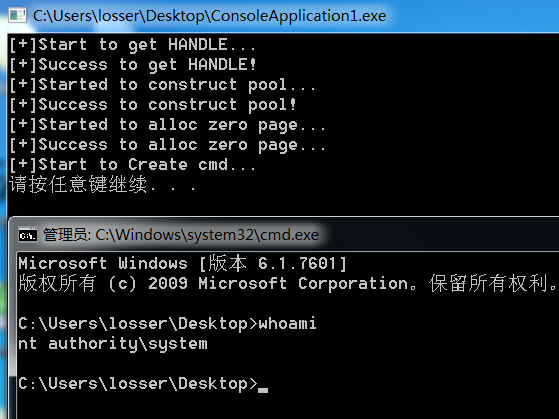 C:\Users\losser\Desktop\ConsoleApplication1.exe
[+]Start to get HANDLE...
[+]Success to get HANDLE!
[+]Started to construct pool...
[+]Success to construct pool!
[+]Started to alloc zero page...
[+]Success to alloc zero page...
[+]Start to Create cmd...
请按任意键继续. . .
管理员: C:\Windows\system32\cmd.exe
Microsoft Windows [版本 6.1.7601]
版权所有 (c) 2009 Microsoft Corporation。保留所有权利。
C:\Users\losser\Desktop>whoami
nt authority\system
C:\Users\losser\Desktop>_